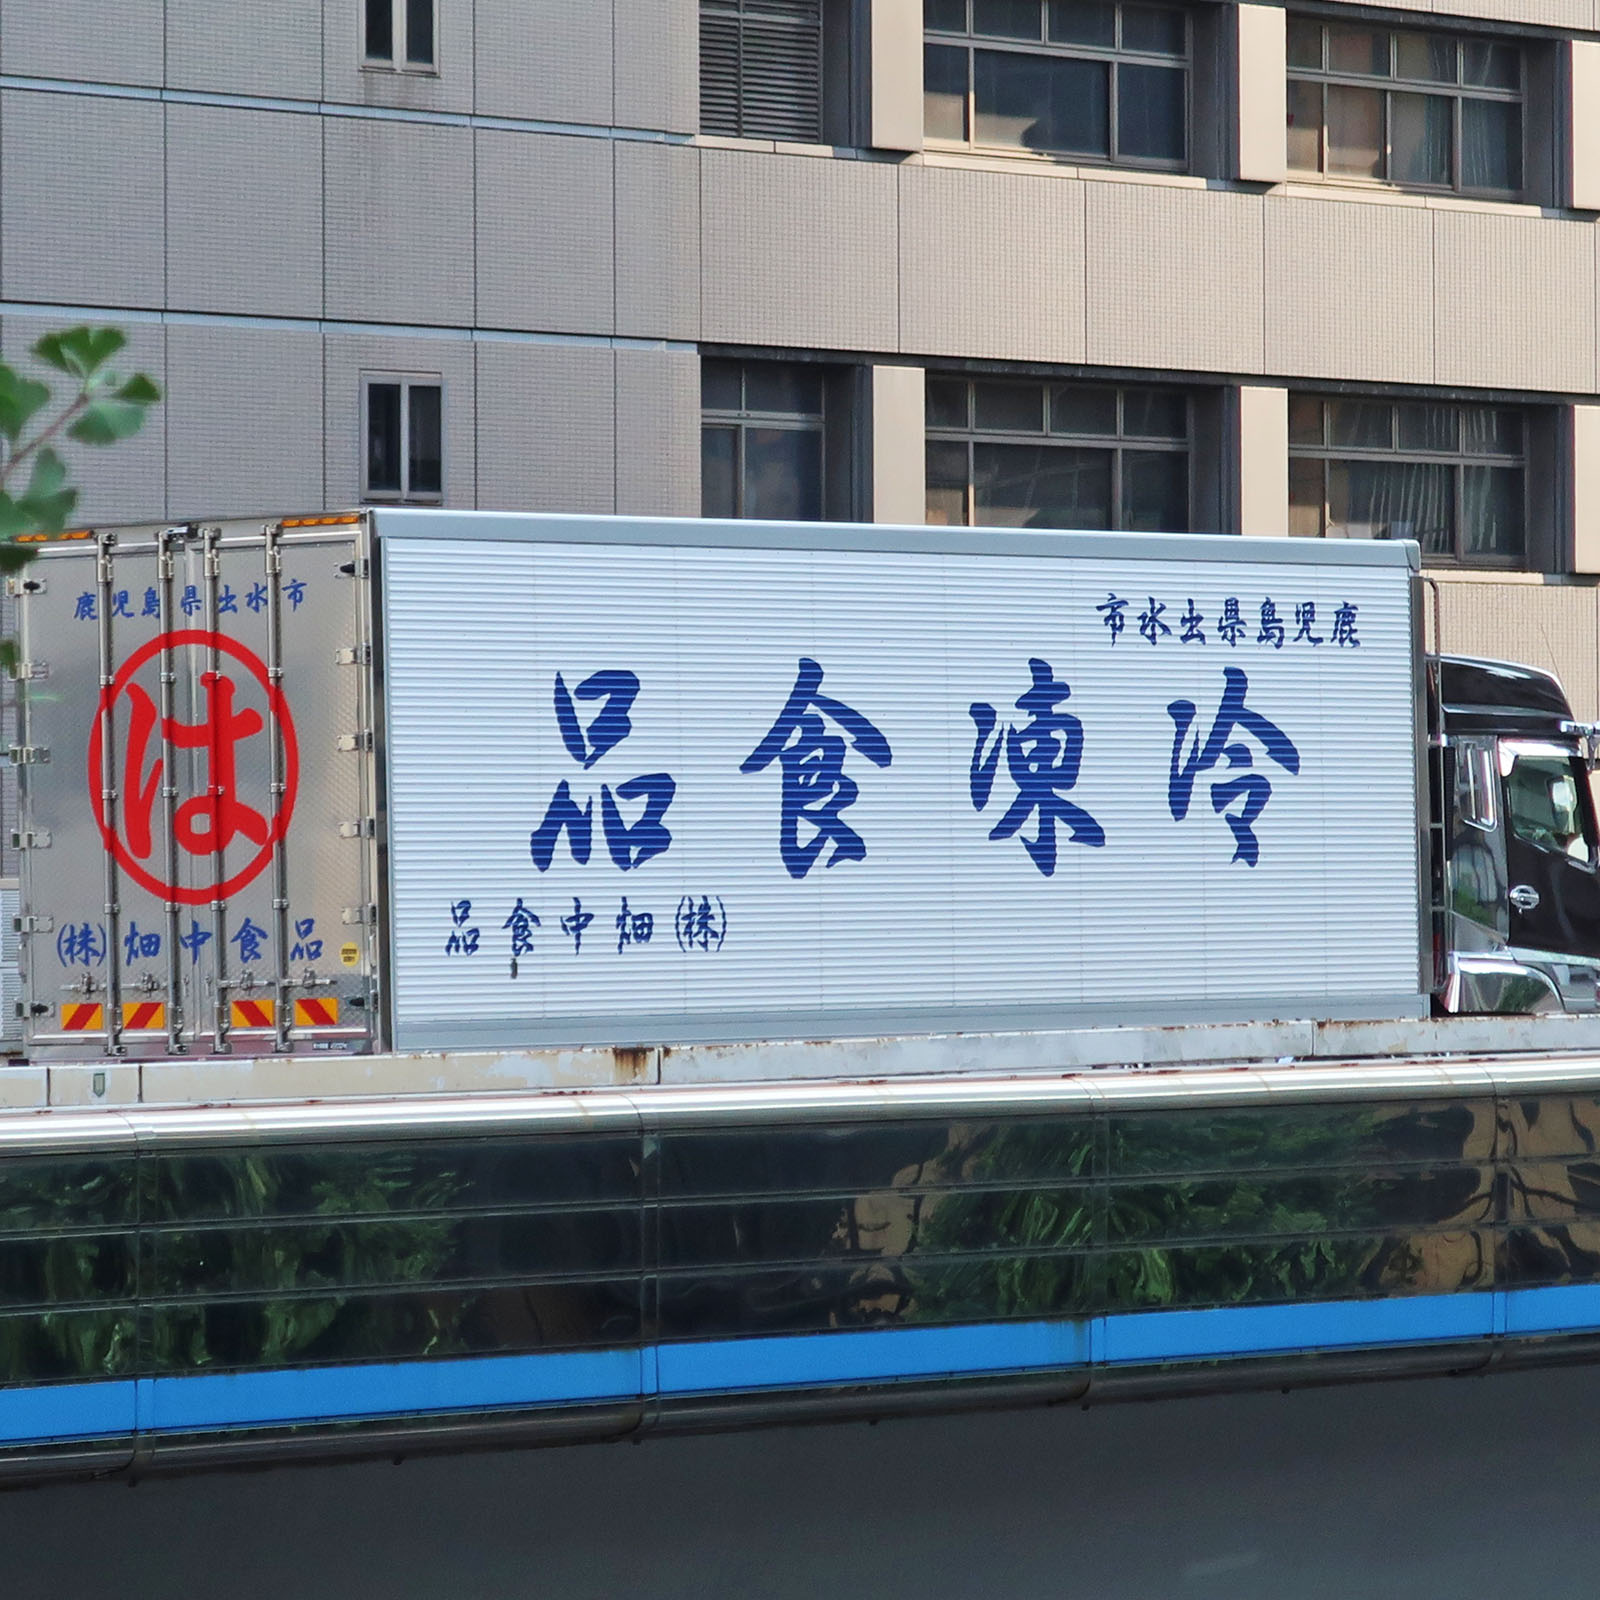 鹿児島県出水市
は
(株)畑中食品
鹿児島県出水市
冷凍食品
(株)畑中食品